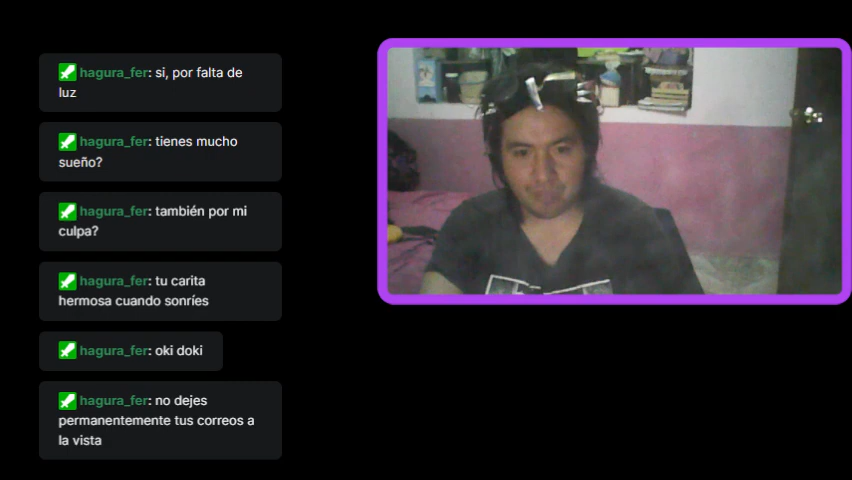 hagura_fer: si, por falta de
luz
hagura_fer: tienes mucho
sueño?
hagura_fer: también por mi
culpa?
hagura_fer: tu carita
hermosa cuando sonríes
hagura_fer: oki doki
hagura_fer: no dejes
permanentemente tus correos a
la vista